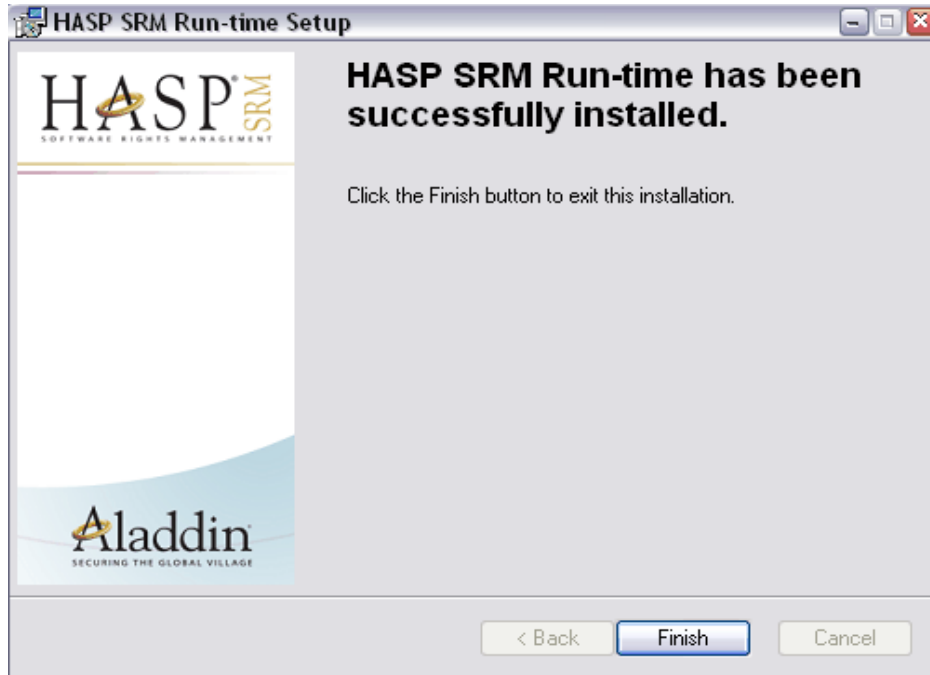 HASP SRM Run-time Setup
HASP SRM
SOFTWARE RIGHTS MANAGEMENT
HASP SRM Run-time has been
successfully installed.
Click the Finish button to exit this installation.
Aladdin
SECURING THE GLOBAL VILLAGE
< Back
Finish
Cancel